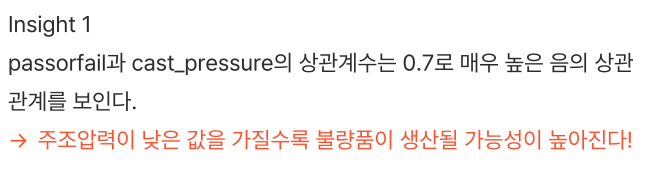 Insight 1
passorfail과 cast_pressure의 상관계수는 0.7로 매우 높은 음의 상관
관계를 보인다.
→ 주조압력이 낮은 값을 가질수록 불량품이 생산될 가능성이 높아진다!